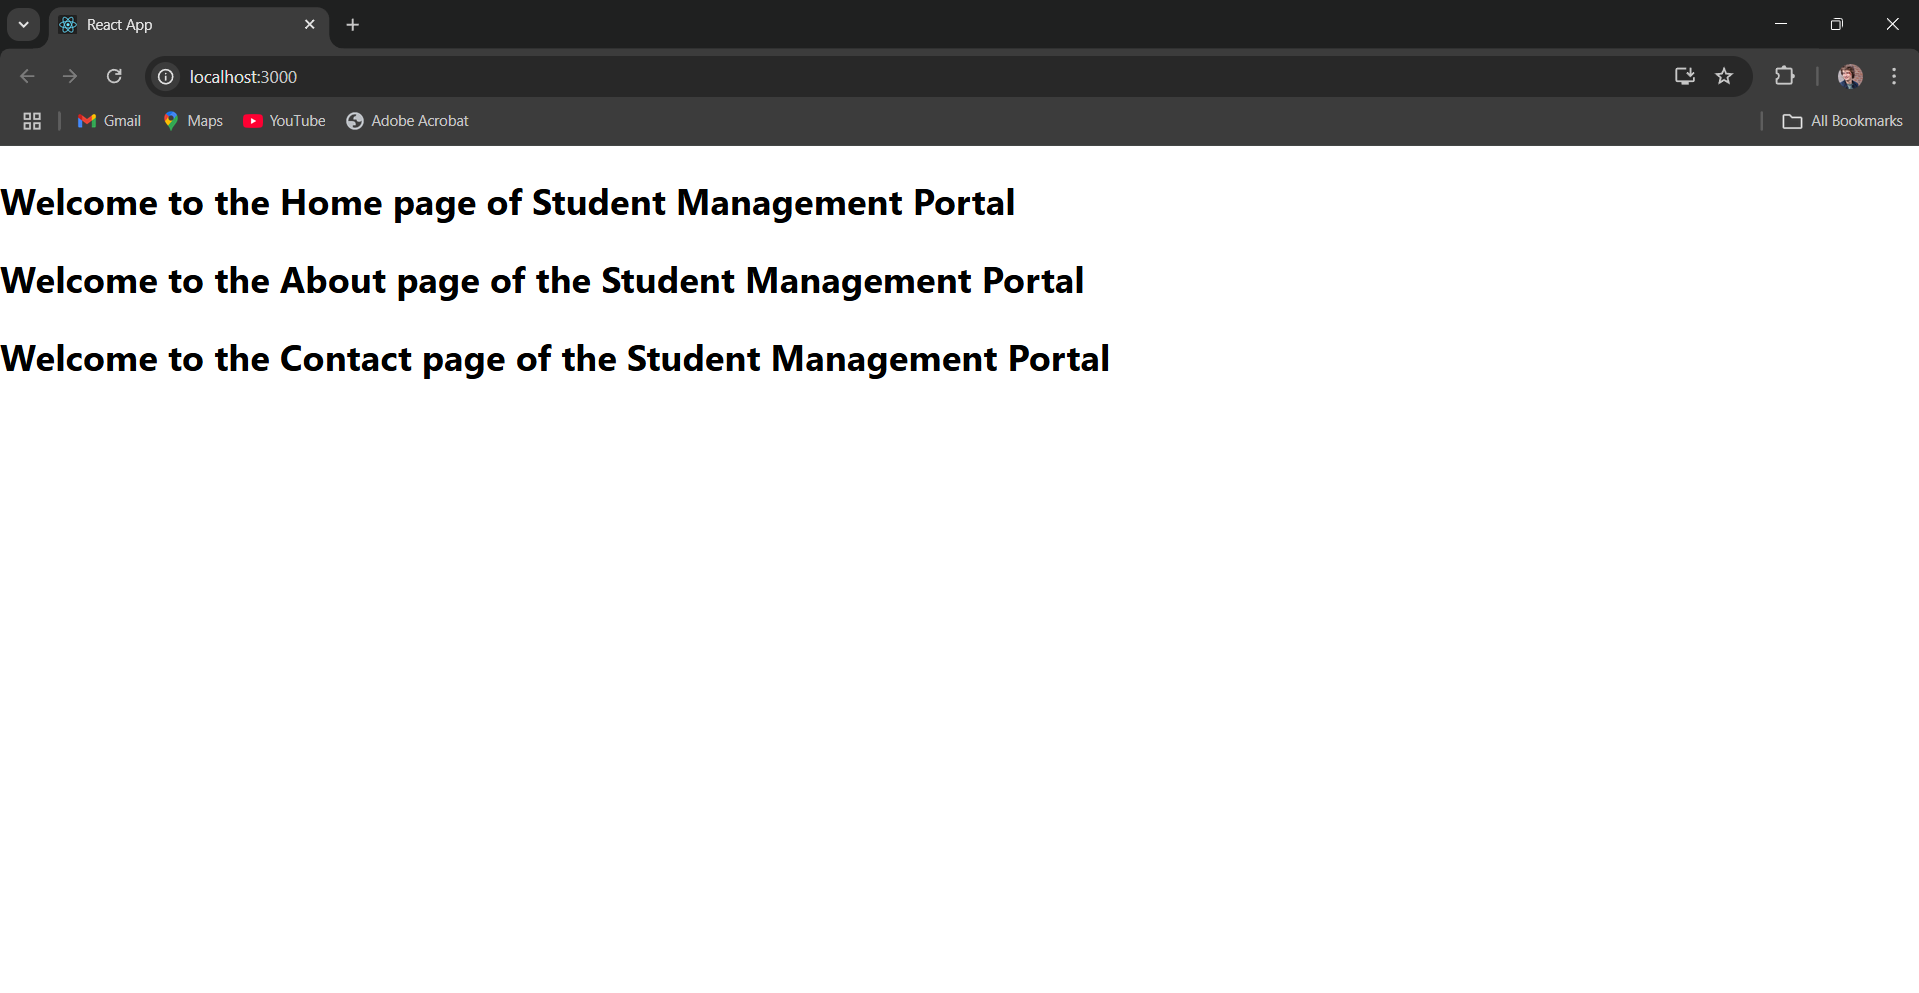 React App
localhost:3000
Gmail Maps YouTube Adobe Acrobat All Bookmarks
Welcome to the Home page of Student Management Portal
Welcome to the About page of the Student Management Portal
Welcome to the Contact page of the Student Management Portal